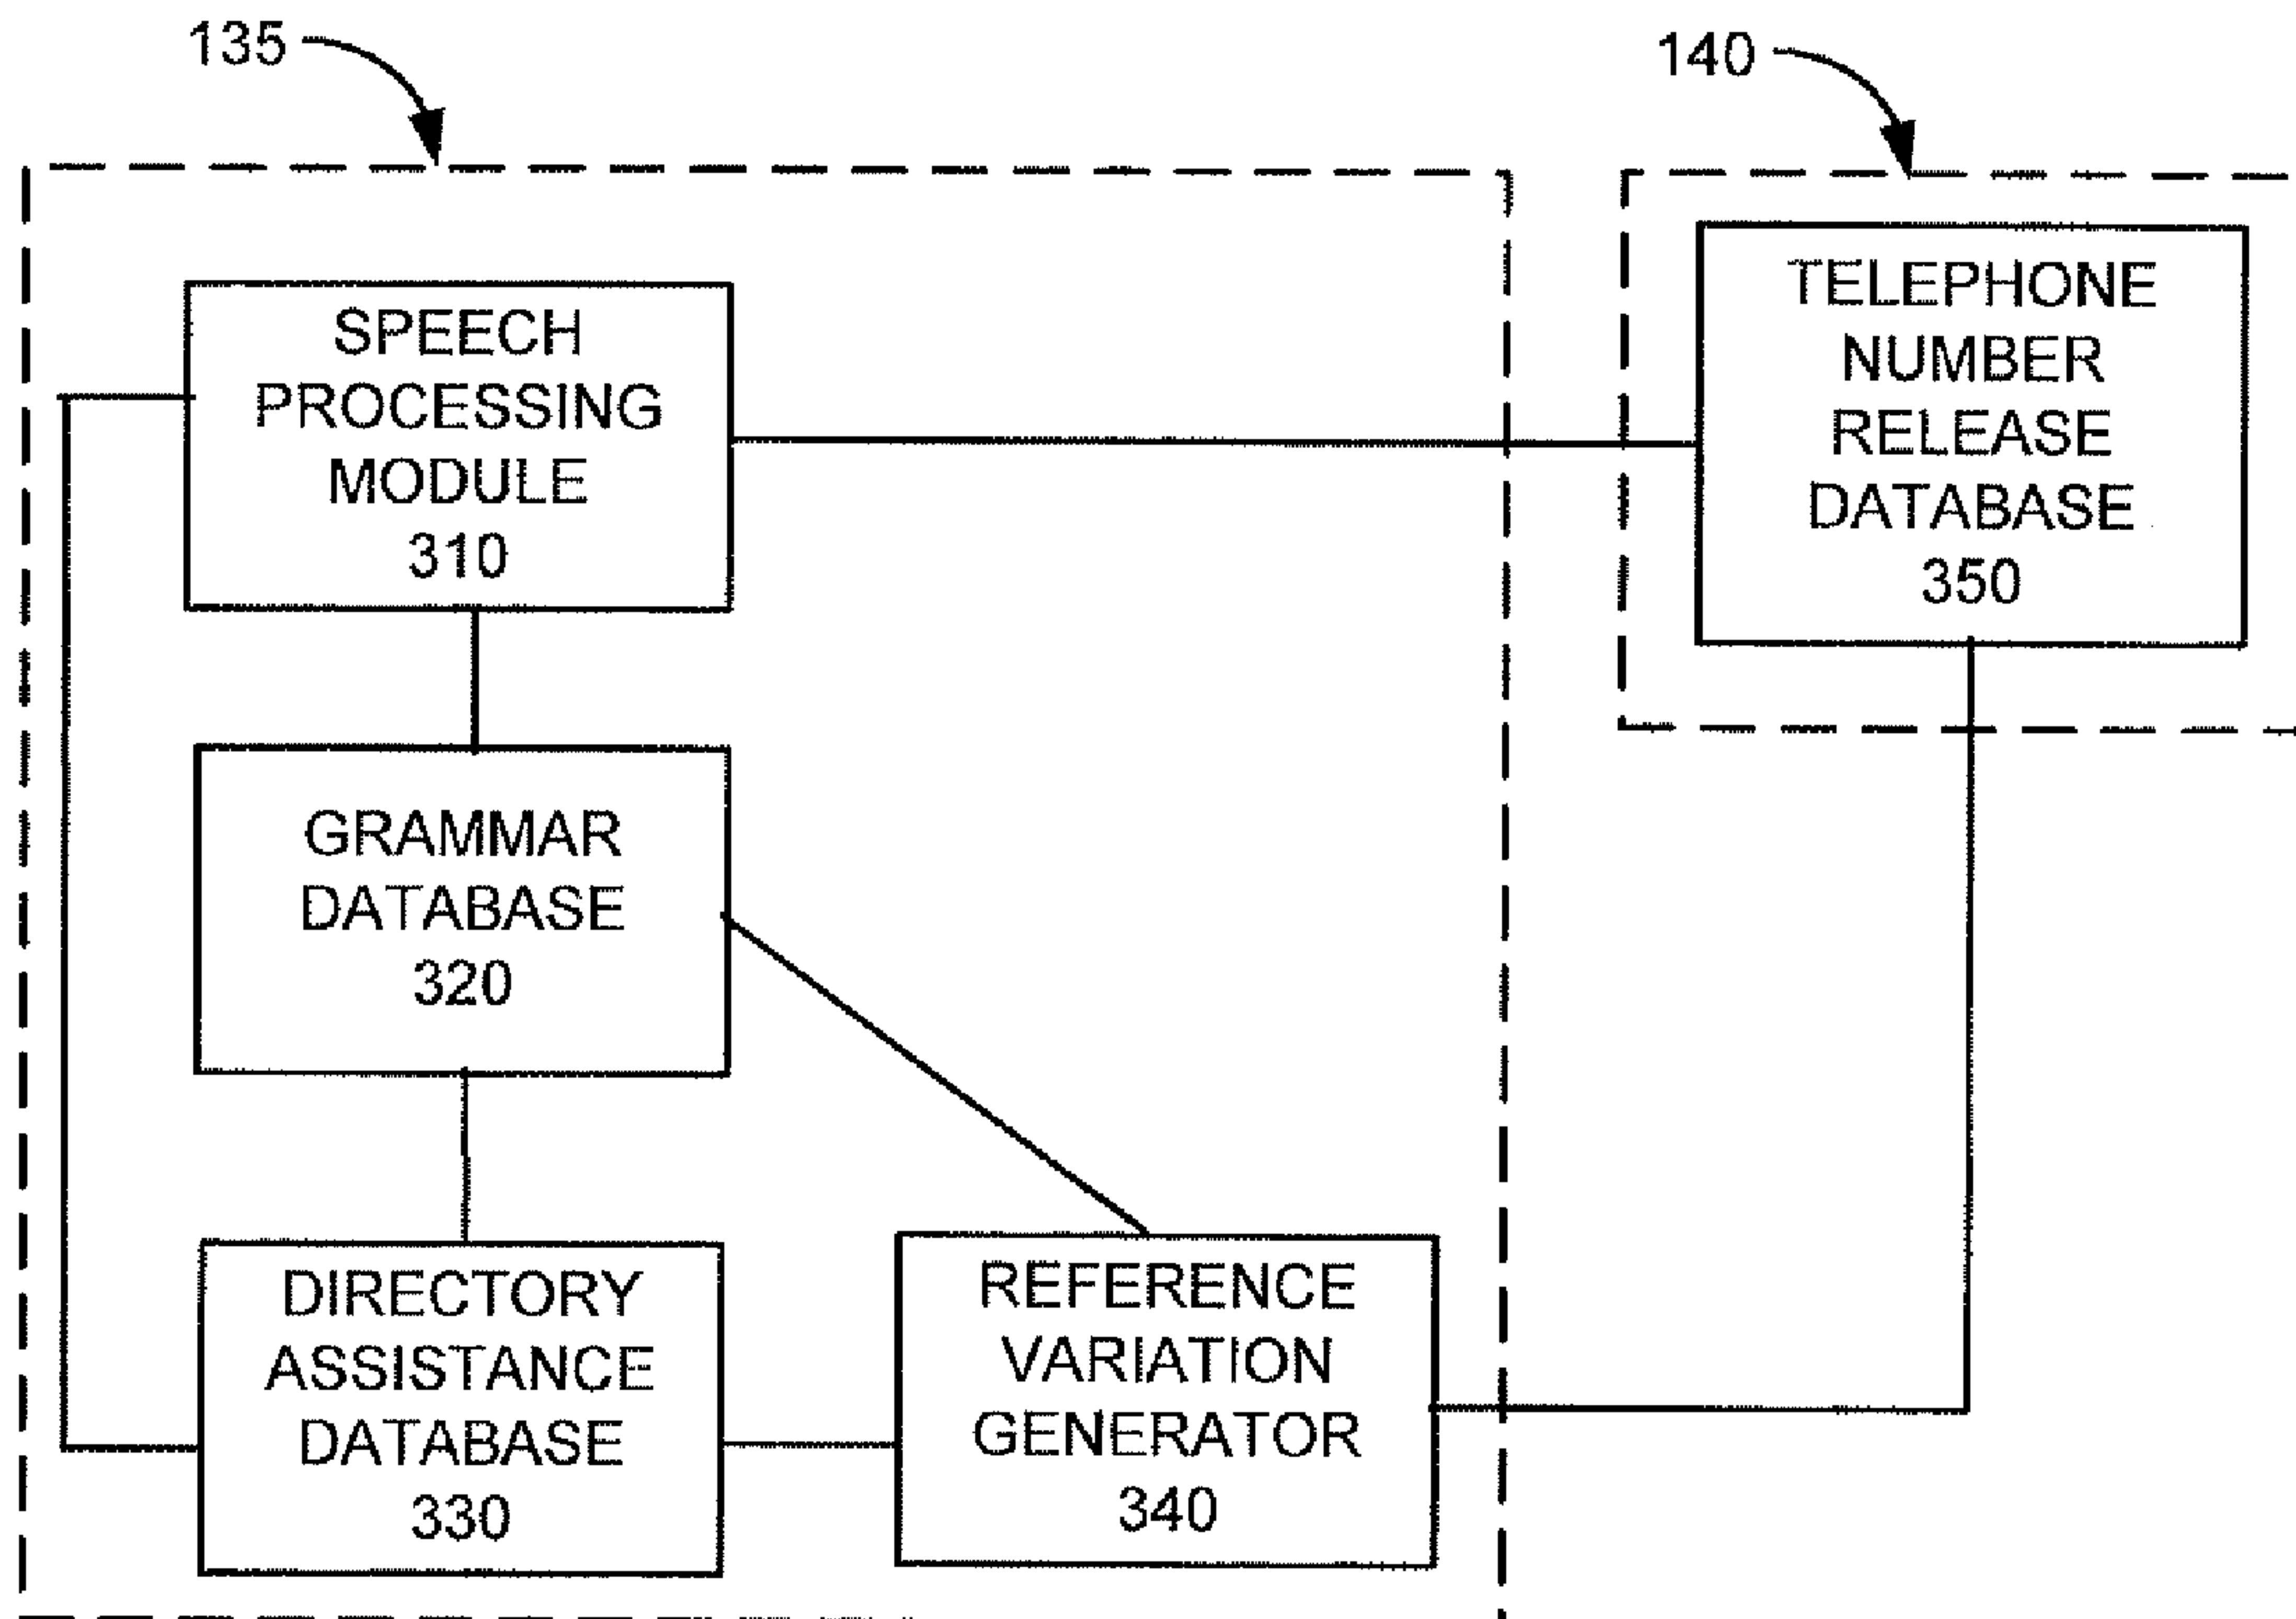 135
140
SPEECH
PROCESSING
MODULE
310
TELEPHONE
NUMBER
RELEASE
DATABASE
350
GRAMMAR
DATABASE
320
DIRECTORY
ASSISTANCE
DATABASE
330
REFERENCE
VARIATION
GENERATOR
340